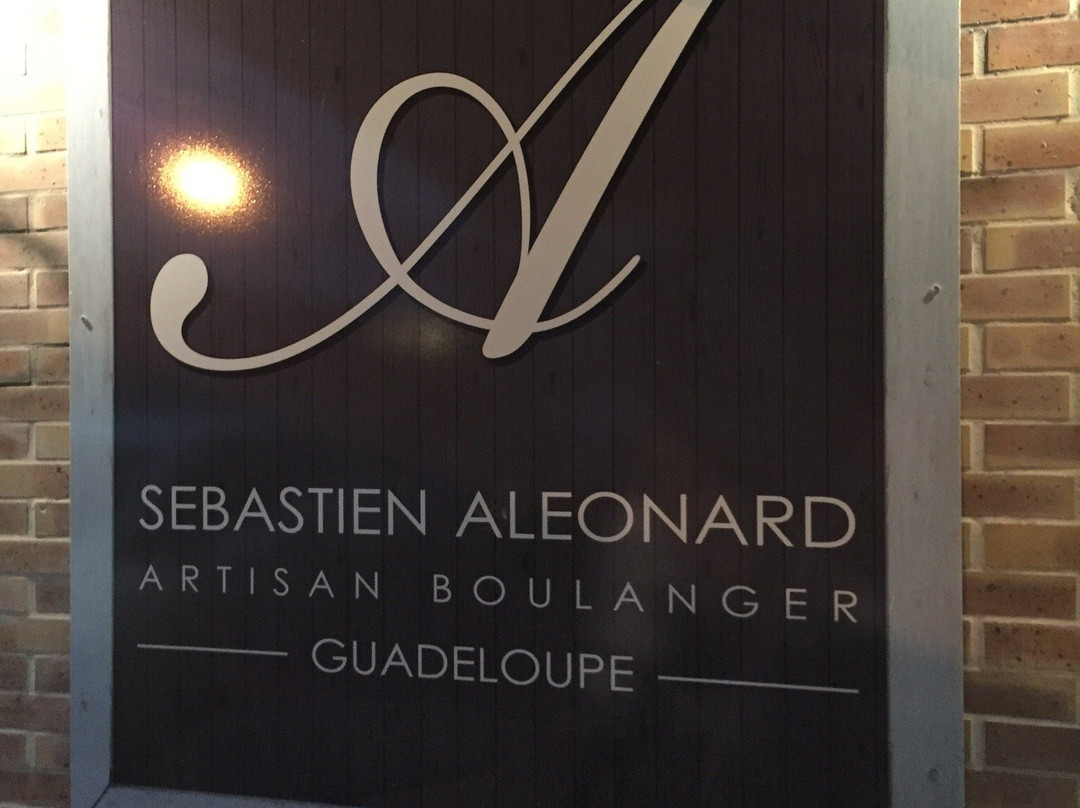 A
SEBASTIEN ALEONARD
ARTISAN BOULANGER
GUADELOUPE